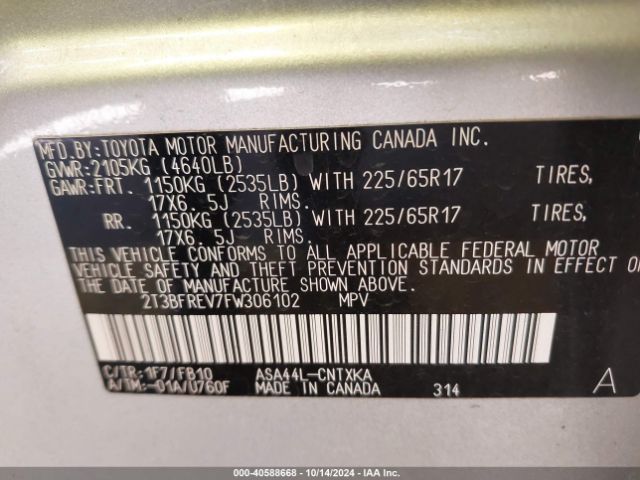 MFD.BY:TOYOTA MOTOR MANUFACTURING CANADA INC.
GVWR:2105KG (4640LB)
GAWR:FRT. 1150KG (2535LB) WITH 225/65R17 TIRES,
17X6.5J RIMS.
RR. 1150KG (2535LB) WITH 225/65R17 TIRES,
17X6.5J RIMS.
THIS VEHICLE CONFORMS TO ALL APPLICABLE FEDERAL MOTOR
VEHICLE SAFETY AND THEFT PREVENTION STANDARDS IN EFFECT
THE DATE OF MANUFACTURE SHOWN ABOVE.
2T3BFREV7FW306102 MPV
C/TR:1F7/FB10 ASA44L-CNTXKA
A/TM:-01A/U760F MADE IN CANADA 314 A
000-40588668 - 10/14/2024 - IAA Inc.